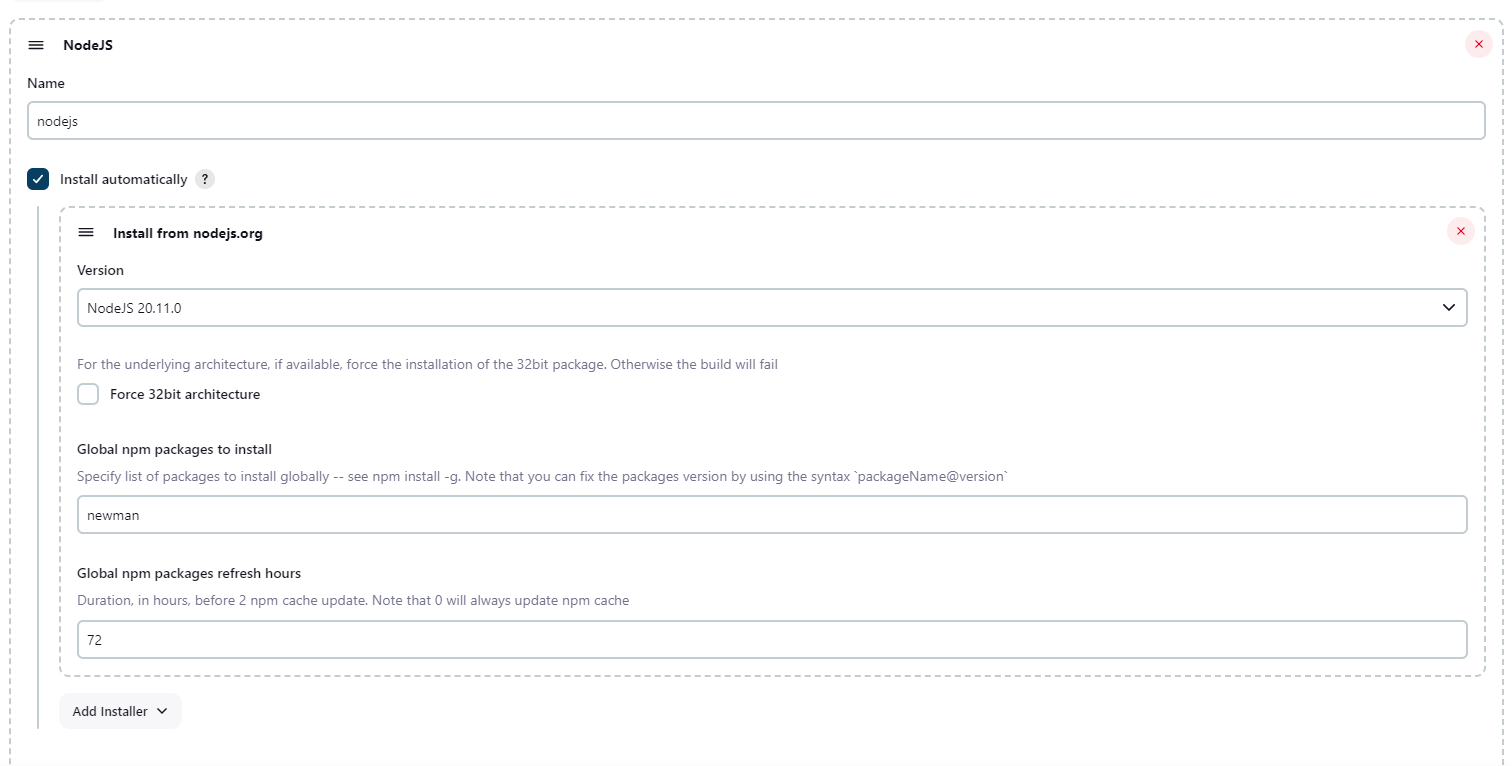 NodeJS
Name
nodejs
Install automatically ?
Install from nodejs.org
Version
NodeJS 20.11.0
For the underlying architecture, if available, force the installation of the 32bit package. Otherwise the build will fail
Force 32bit architecture
Global npm packages to install
Specify list of packages to install globally -- see npm install -g. Note that you can fix the packages version by using the syntax `packageName@version`
newman
Global npm packages refresh hours
Duration, in hours, before 2 npm cache update. Note that 0 will always update npm cache
72
Add Installer